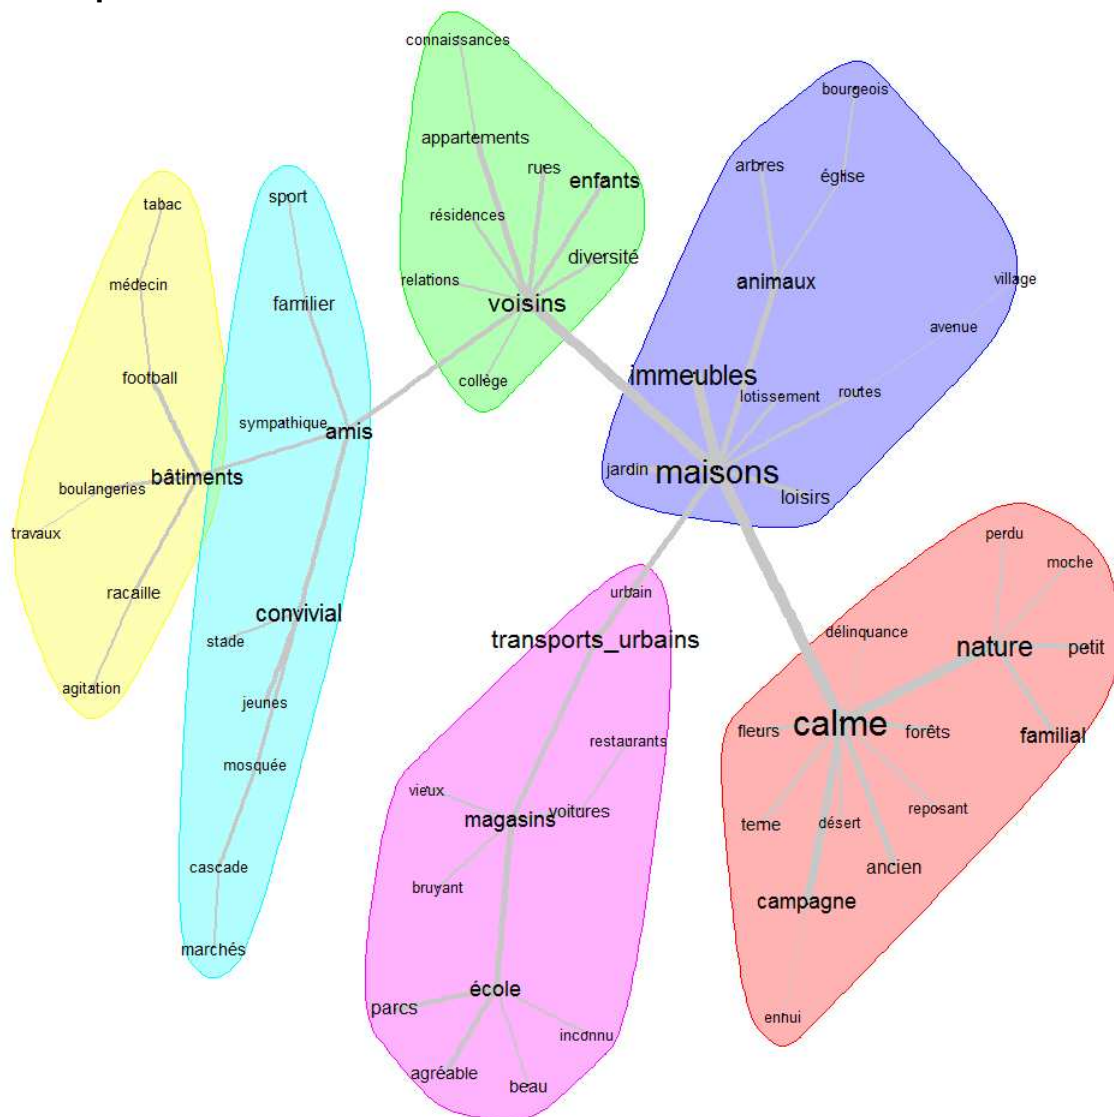 connaissances
appartements
rues
enfants
résidences
diversité
relations
voisins
collège
bourgeois
arbres
église
animaux
village
avenue
immeubles
lotissement
routes
jardin
maisons
loisirs
tabac
médecin
football
bâtiments
boulangeries
travaux
racaille
agitation
sport
familier
sympathique
amis
convivial
stade
jeunes
mosquée
cascade
marchés
urbain
transports_urbains
restaurants
vieux
voitures
magasins
bruyant
école
parcs
inconnu
agréable
beau
perdu
moche
délinquance
nature
petit
calme
fleurs
forêts
familial
reposant
terne
désert
ancien
campagne
ennui